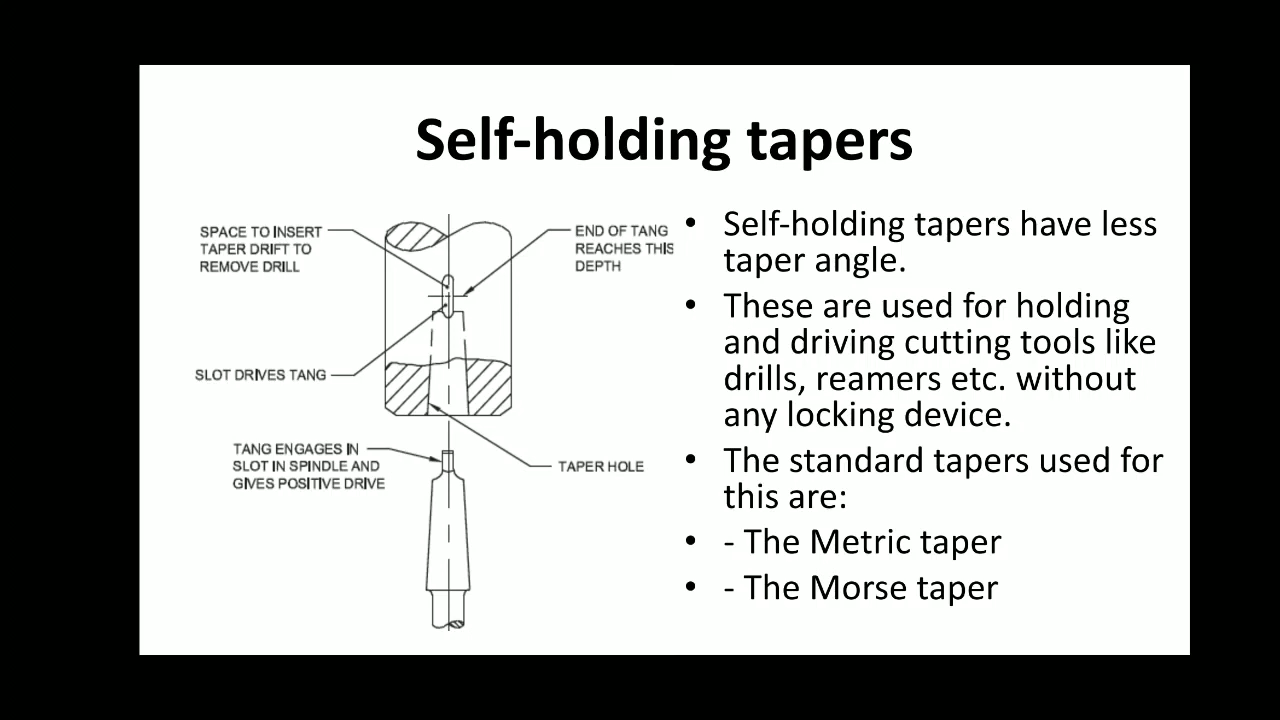 Self-holding tapers
SPACE TO INSERT
TAPER DRIFT TO
REMOVE DRILL
END OF TANG
REACHES THIS
DEPTH
SLOT DRIVES TANG
TANG ENGAGES IN
SLOT IN SPINDLE AND
GIVES POSITIVE DRIVE
TAPER HOLE
• Self-holding tapers have less
taper angle.
• These are used for holding
and driving cutting tools like
drills, reamers etc. without
any locking device.
• The standard tapers used for
this are:
• - The Metric taper
• - The Morse taper